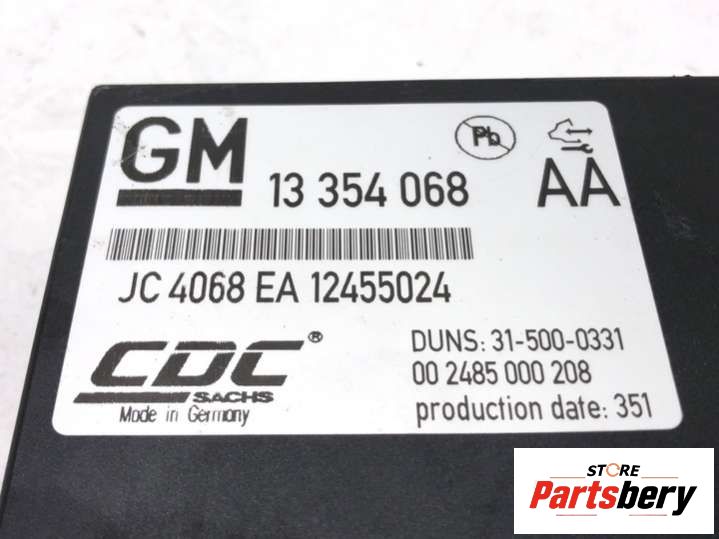 GM
Pb
13 354 068
AA
JC 4068 EA 12455024
CDC®
SACHS
Made in Germany
DUNS: 31-500-0331
00 2485 000 208
production date: 351
STORE
Partsbery